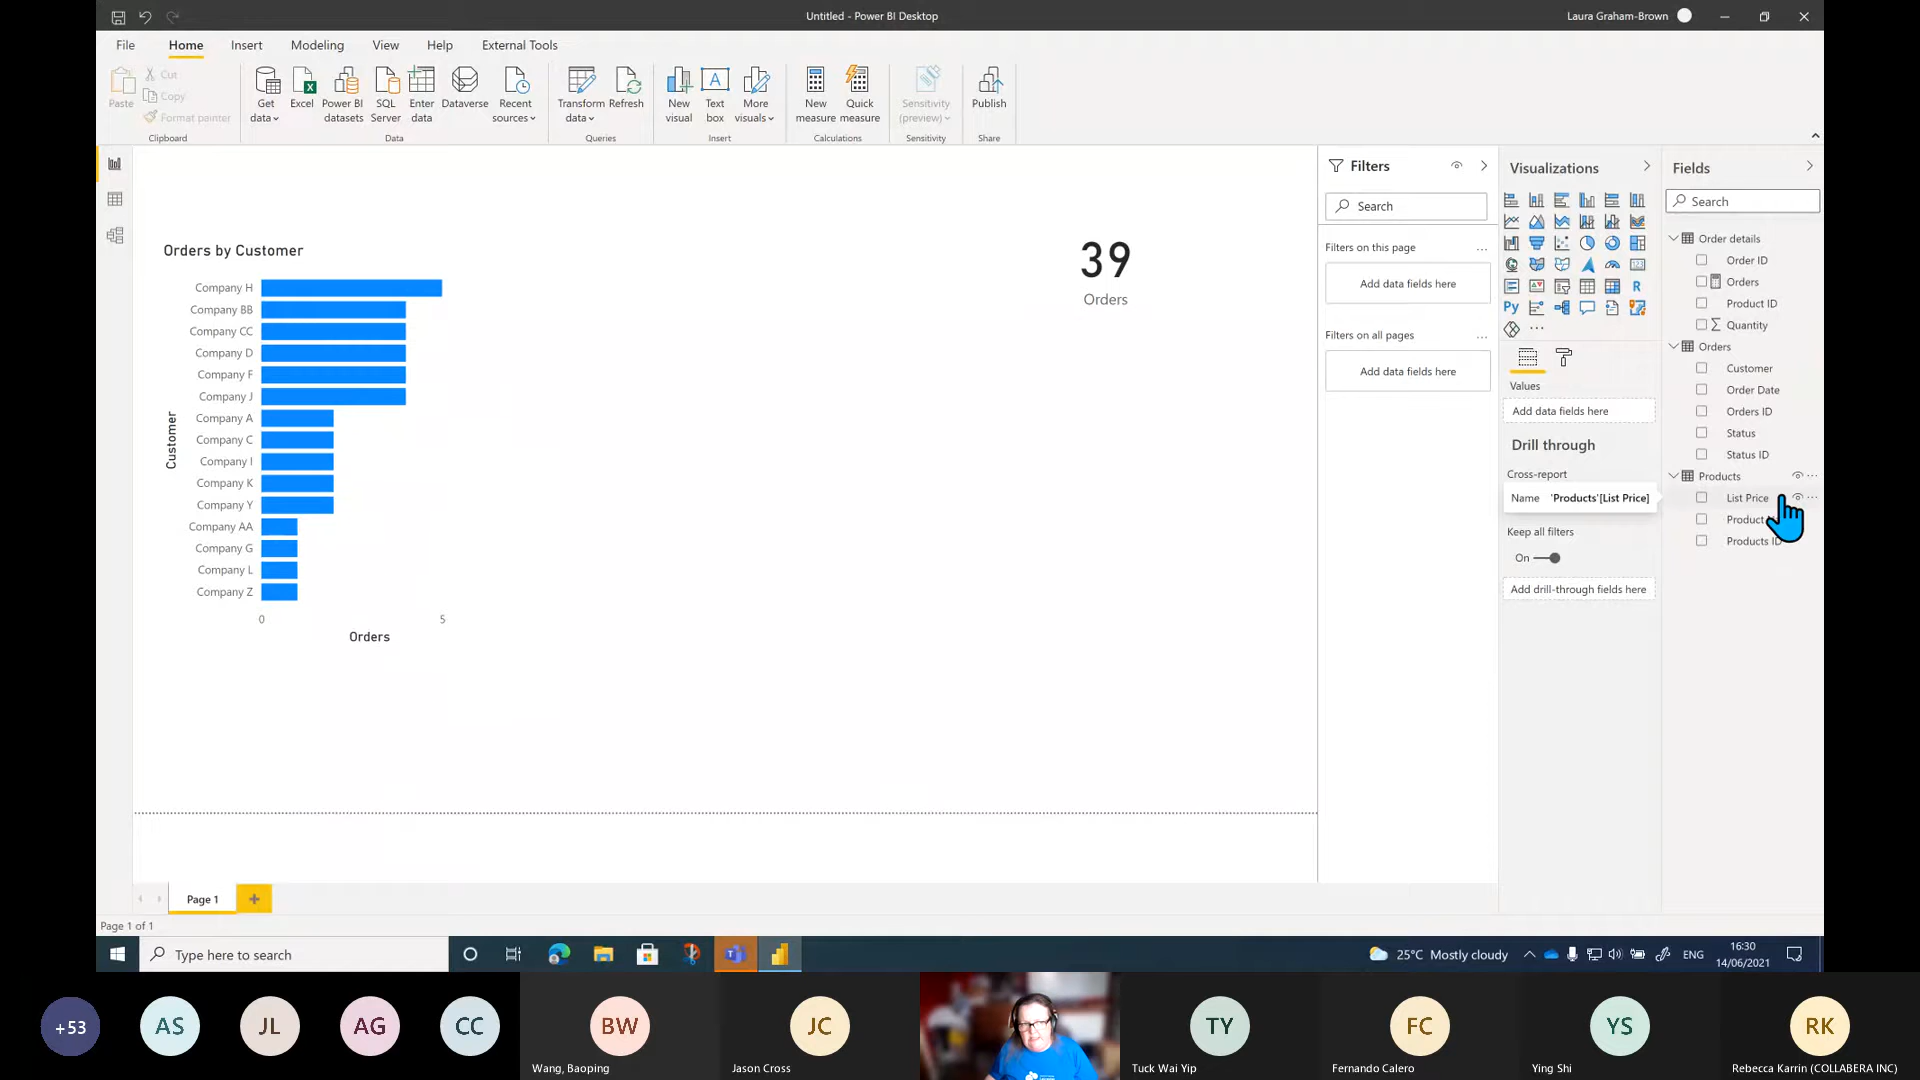 Untitled - Power BI Desktop
Laura Graham-Brown
File
Home
Insert
Modeling
View
Help
External Tools
Paste
Cut
Copy
Format painter
Clipboard
Get
data
Excel
Power BI
datasets
SQL
Server
Enter
data
Dataverse
Recent
sources
Data
Transform
data
Refresh
Queries
New
visual
Text
box
More
visuals
Insert
New
measure
Quick
measure
Calculations
Sensitivity
(preview)
Sensitivity
Publish
Share
Orders by Customer
Customer
Company H
Company BB
Company CC
Company D
Company F
Company J
Company A
Company C
Company I
Company K
Company Y
Company AA
Company G
Company L
Company Z
0
5
Orders
39
Orders
Filters
Search
Filters on this page
...
Add data fields here
Filters on all pages
...
Add data fields here
Visualizations
R
Py
...
Values
Add data fields here
Drill through
Cross-report
Name 'Products'[List Price]
Keep all filters
On
Add drill-through fields here
Fields
Search
Order details
Order ID
Orders
Product ID
Quantity
Orders
Customer
Order Date
Orders ID
Status
Status ID
Products
List Price
Product
Products ID
Page 1
Page 1 of 1
Type here to search
25°C Mostly cloudy
ENG
16:30
14/06/2021
+53
AS
JL
AG
CC
BW
Wang, Baoping
JC
Jason Cross
TY
Tuck Wai Yip
FC
Fernando Calero
YS
Ying Shi
RK
Rebecca Karrin (COLLABERA INC)